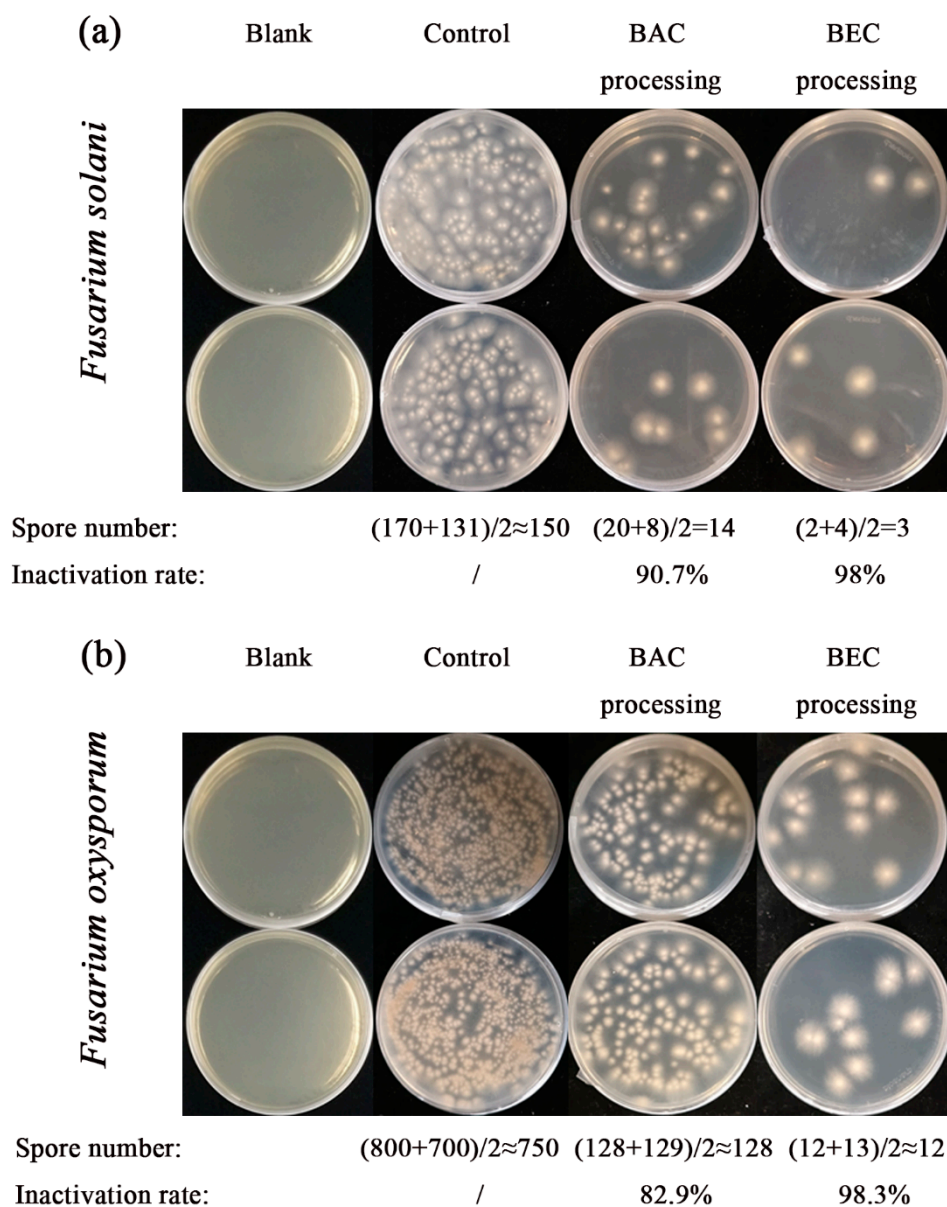 (a) Blank Control BAC BEC
processing processing
Fusarium solani
Spore number: (170+131)/2≈150 (20+8)/2=14 (2+4)/2=3
Inactivation rate: / 90.7% 98%
(b) Blank Control BAC BEC
processing processing
Fusarium oxysporum
Spore number: (800+700)/2≈750 (128+129)/2≈128 (12+13)/2≈12
Inactivation rate: / 82.9% 98.3%